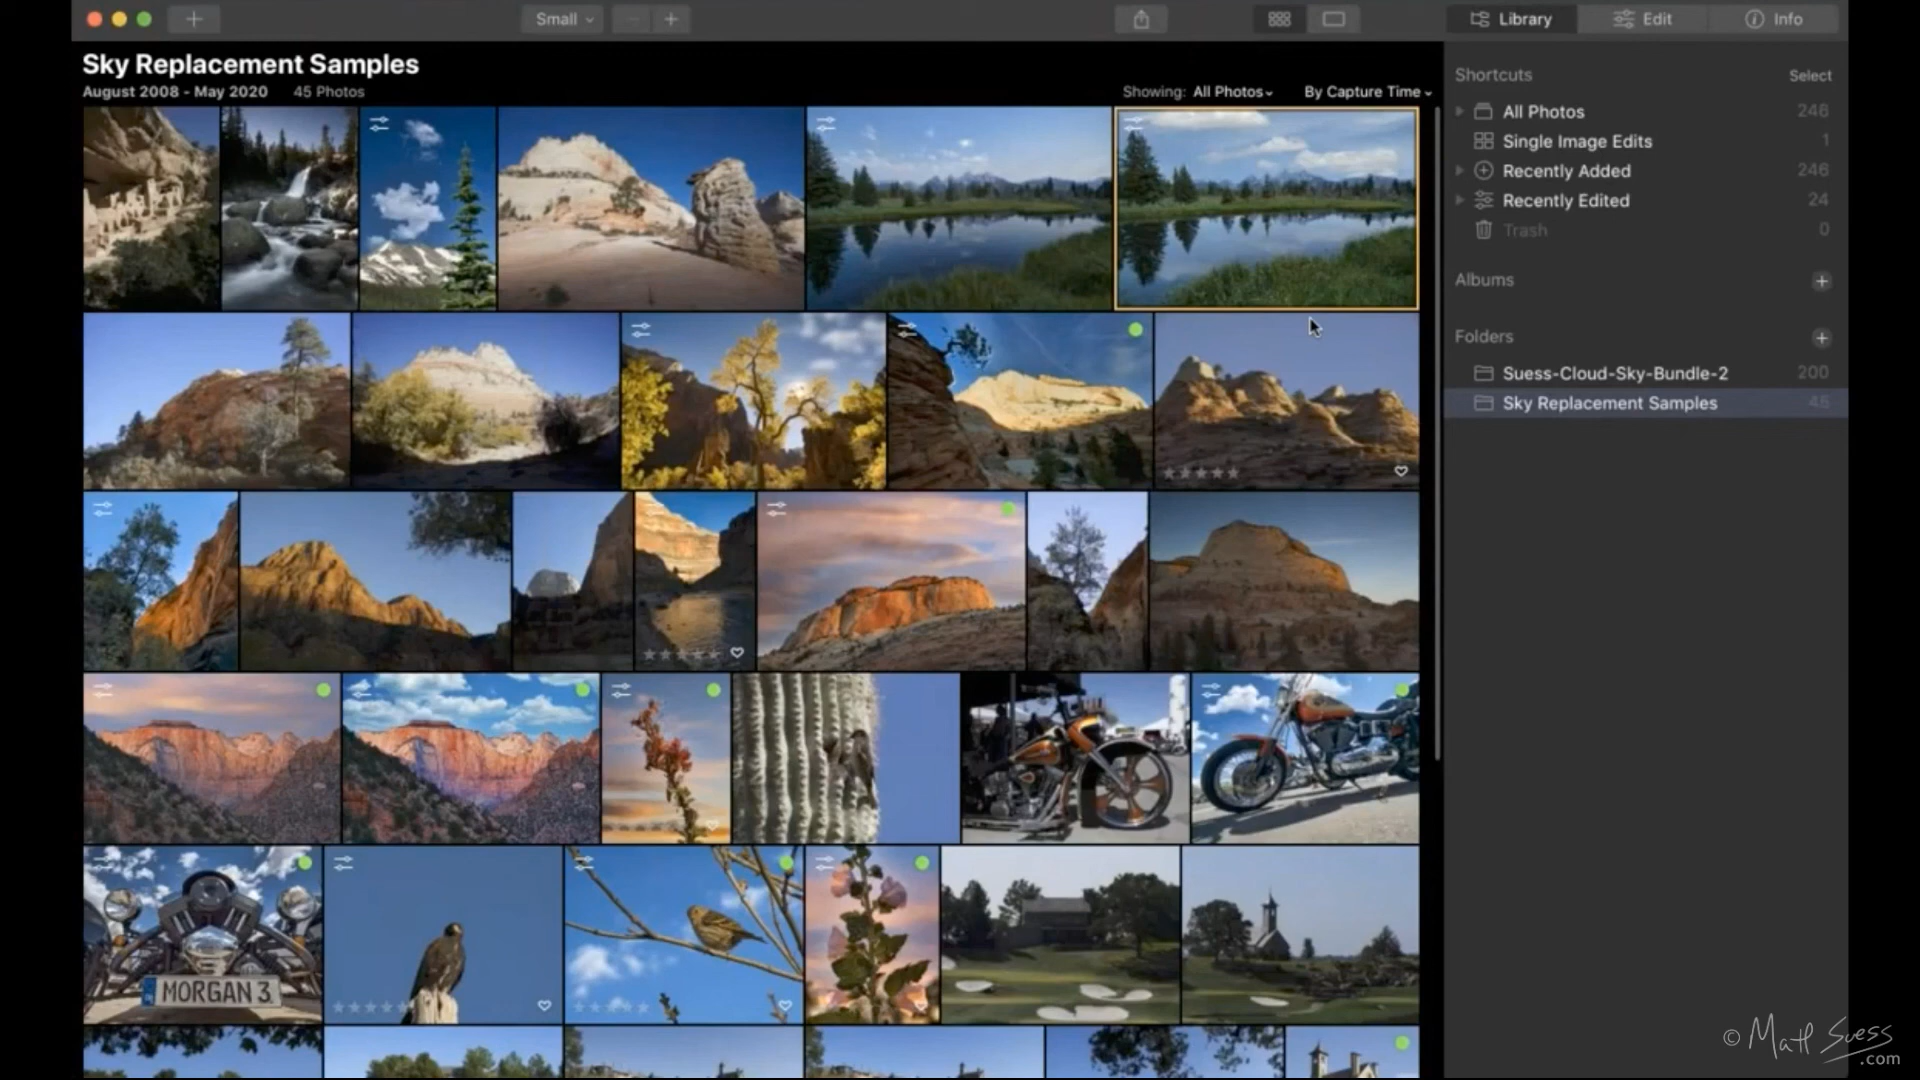 Small
Library
Edit
Info
Sky Replacement Samples
August 2008 - May 2020 45 Photos
Showing: All Photos
By Capture Time
Shortcuts
Select
All Photos 246
Single Image Edits 1
Recently Added 246
Recently Edited 24
Trash 0
Albums
Folders
Suess-Cloud-Sky-Bundle-2 200
Sky Replacement Samples 45
MORGAN 3.
© Matt Suess
.com